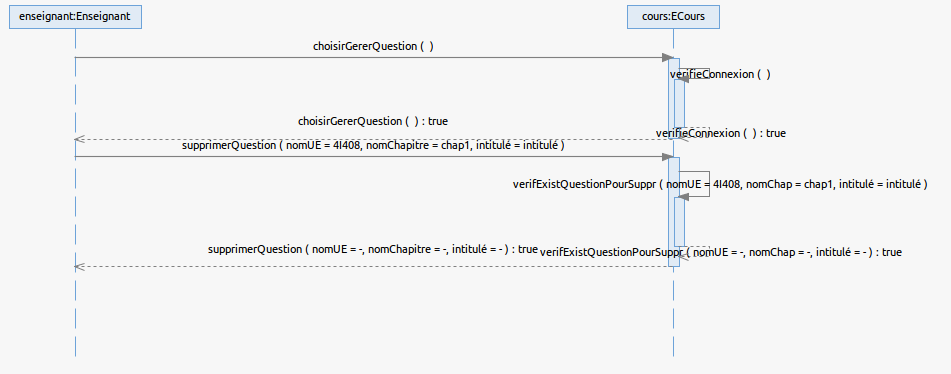 enseignant:Enseignant
cours:ECours
choisirGererQuestion ( )
verifieConnexion ( )
choisirGererQuestion ( ) : true
verifieConnexion ( ) : true
supprimerQuestion ( nomUE = 4I408, nomChapitre = chap1, intitulé = intitulé )
verifExistQuestionPourSuppr ( nomUE = 4I408, nomChap = chap1, intitulé = intitulé )
supprimerQuestion ( nomUE = -, nomChapitre = -, intitulé = - ) : true
verifExistQuestionPourSuppr ( nomUE = -, nomChap = -, intitulé = - ) : true